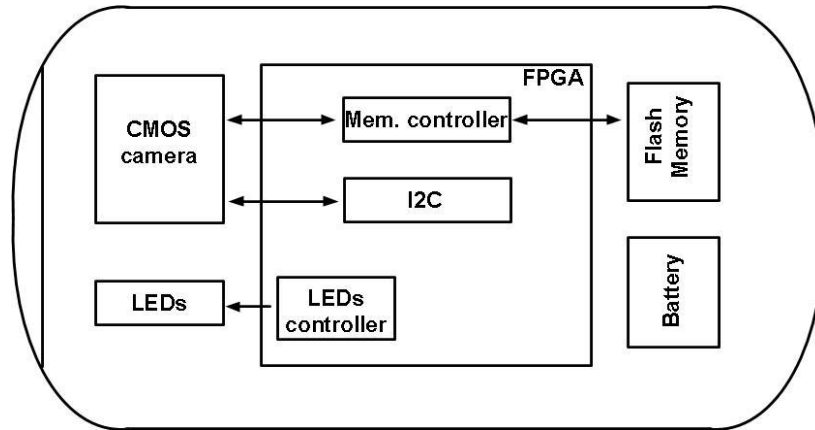 FPGA
CMOS
camera
Mem. controller
Flash
Memory
I2C
LEDs
LEDs
controller
Battery